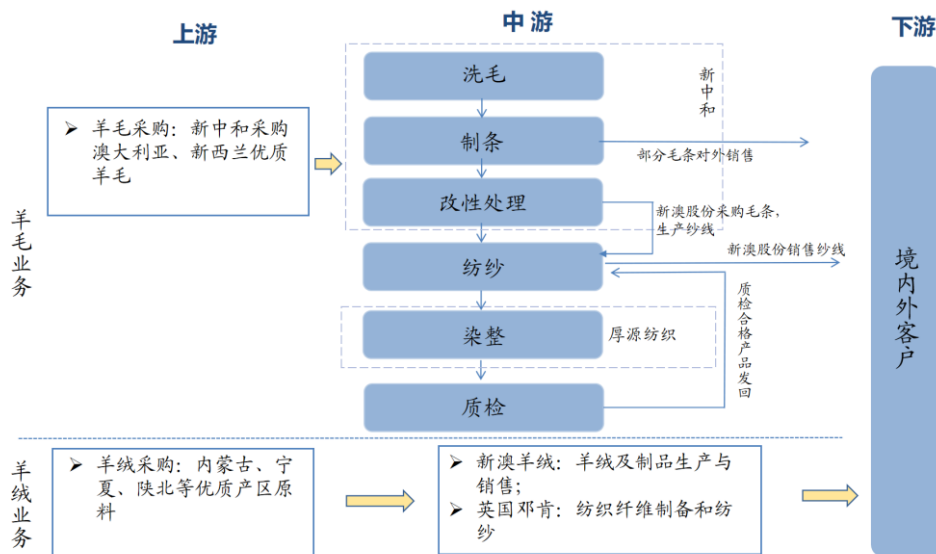 上游
中游
下游
羊毛业务
➢ 羊毛采购：新中和采购
澳大利亚、新西兰优质
羊毛
洗毛
制条
改性处理
新中和
部分毛条对外销售
新澳股份采购毛条，
生产纱线
纺纱
新澳股份销售纱线
染整
厚源纺织
质检
质检合格产品发回
境内外客户
羊绒业务
➢ 羊绒采购：内蒙古、宁
夏、陕北等优质产区原
料
➢ 新澳羊绒：羊绒及制品生产与
销售；
➢ 英国邓肯：纺织纤维制备和纺
纱